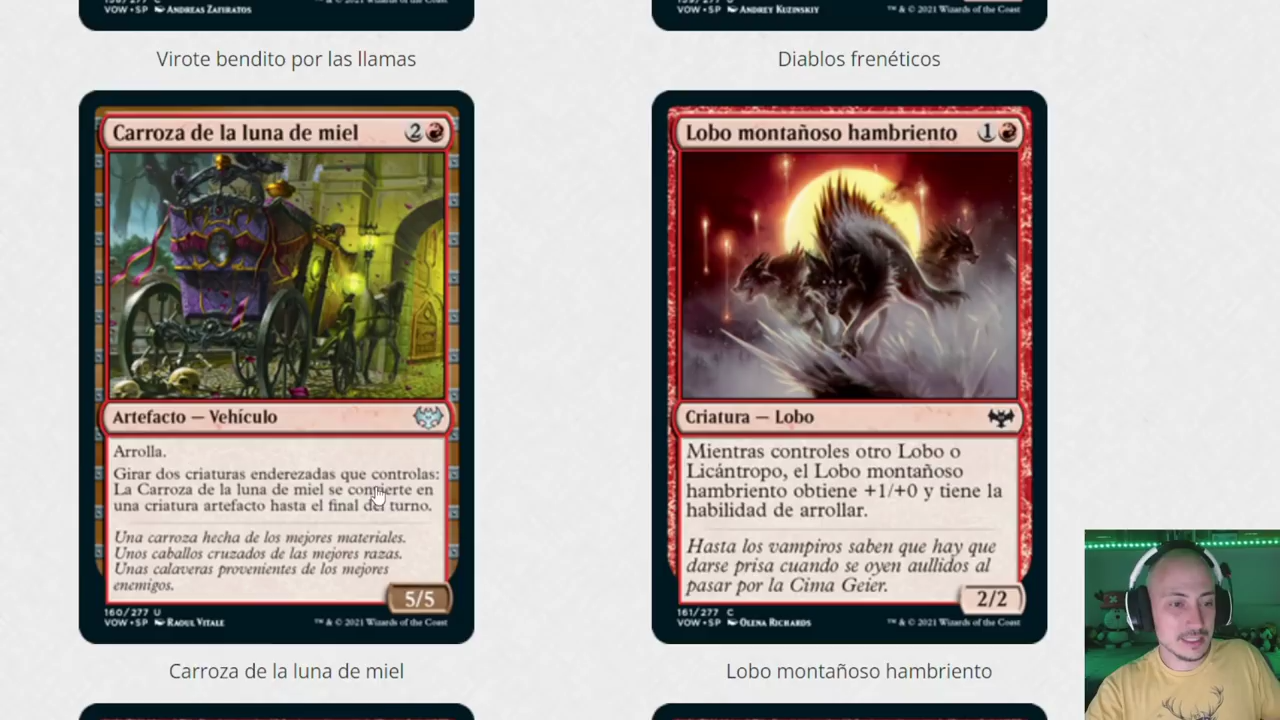 VOW • SP ANDREAS ZAFIRATOS ™ & © 2021 Wizards of the Coast
VOW • SP ANDREY KUZINSKIY ™ & © 2021 Wizards of the Coast
Virote bendito por las llamas
Diablos frenéticos
Carroza de la luna de miel 2
Artefacto — Vehículo
Arrolla.
Girar dos criaturas enderezadas que controlas:
La Carroza de la luna de miel se convierte en
una criatura artefacto hasta el final del turno.
Una carroza hecha de los mejores materiales.
Unos caballos cruzados de las mejores razas.
Unas calaveras provenientes de los mejores
enemigos.
5/5
160/277 U
VOW • SP RAOUL VITALE ™ & © 2021 Wizards of the Coast
Carroza de la luna de miel
Lobo montañoso hambriento 1
Criatura — Lobo
Mientras controles otro Lobo o
Licántropo, el Lobo montañoso
hambriento obtiene +1/+0 y tiene la
habilidad de arrollar.
Hasta los vampiros saben que hay que
darse prisa cuando se oyen aullidos al
pasar por la Cima Geier.
2/2
161/277 C
VOW • SP OLENA RICHARDS ™ & © 2021 Wizards of the Coast
Lobo montañoso hambriento